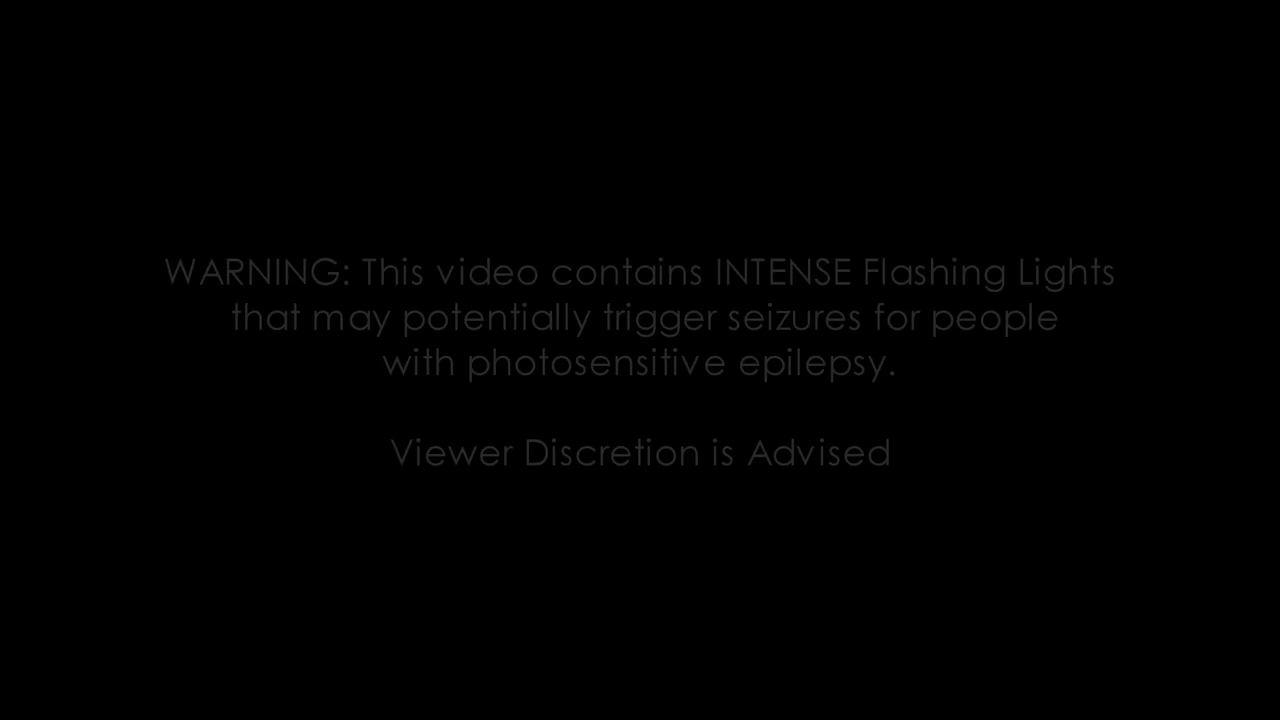 WARNING: This video contains INTENSE Flashing Lights
that may potentially trigger seizures for people
with photosensitive epilepsy.
Viewer Discretion is Advised